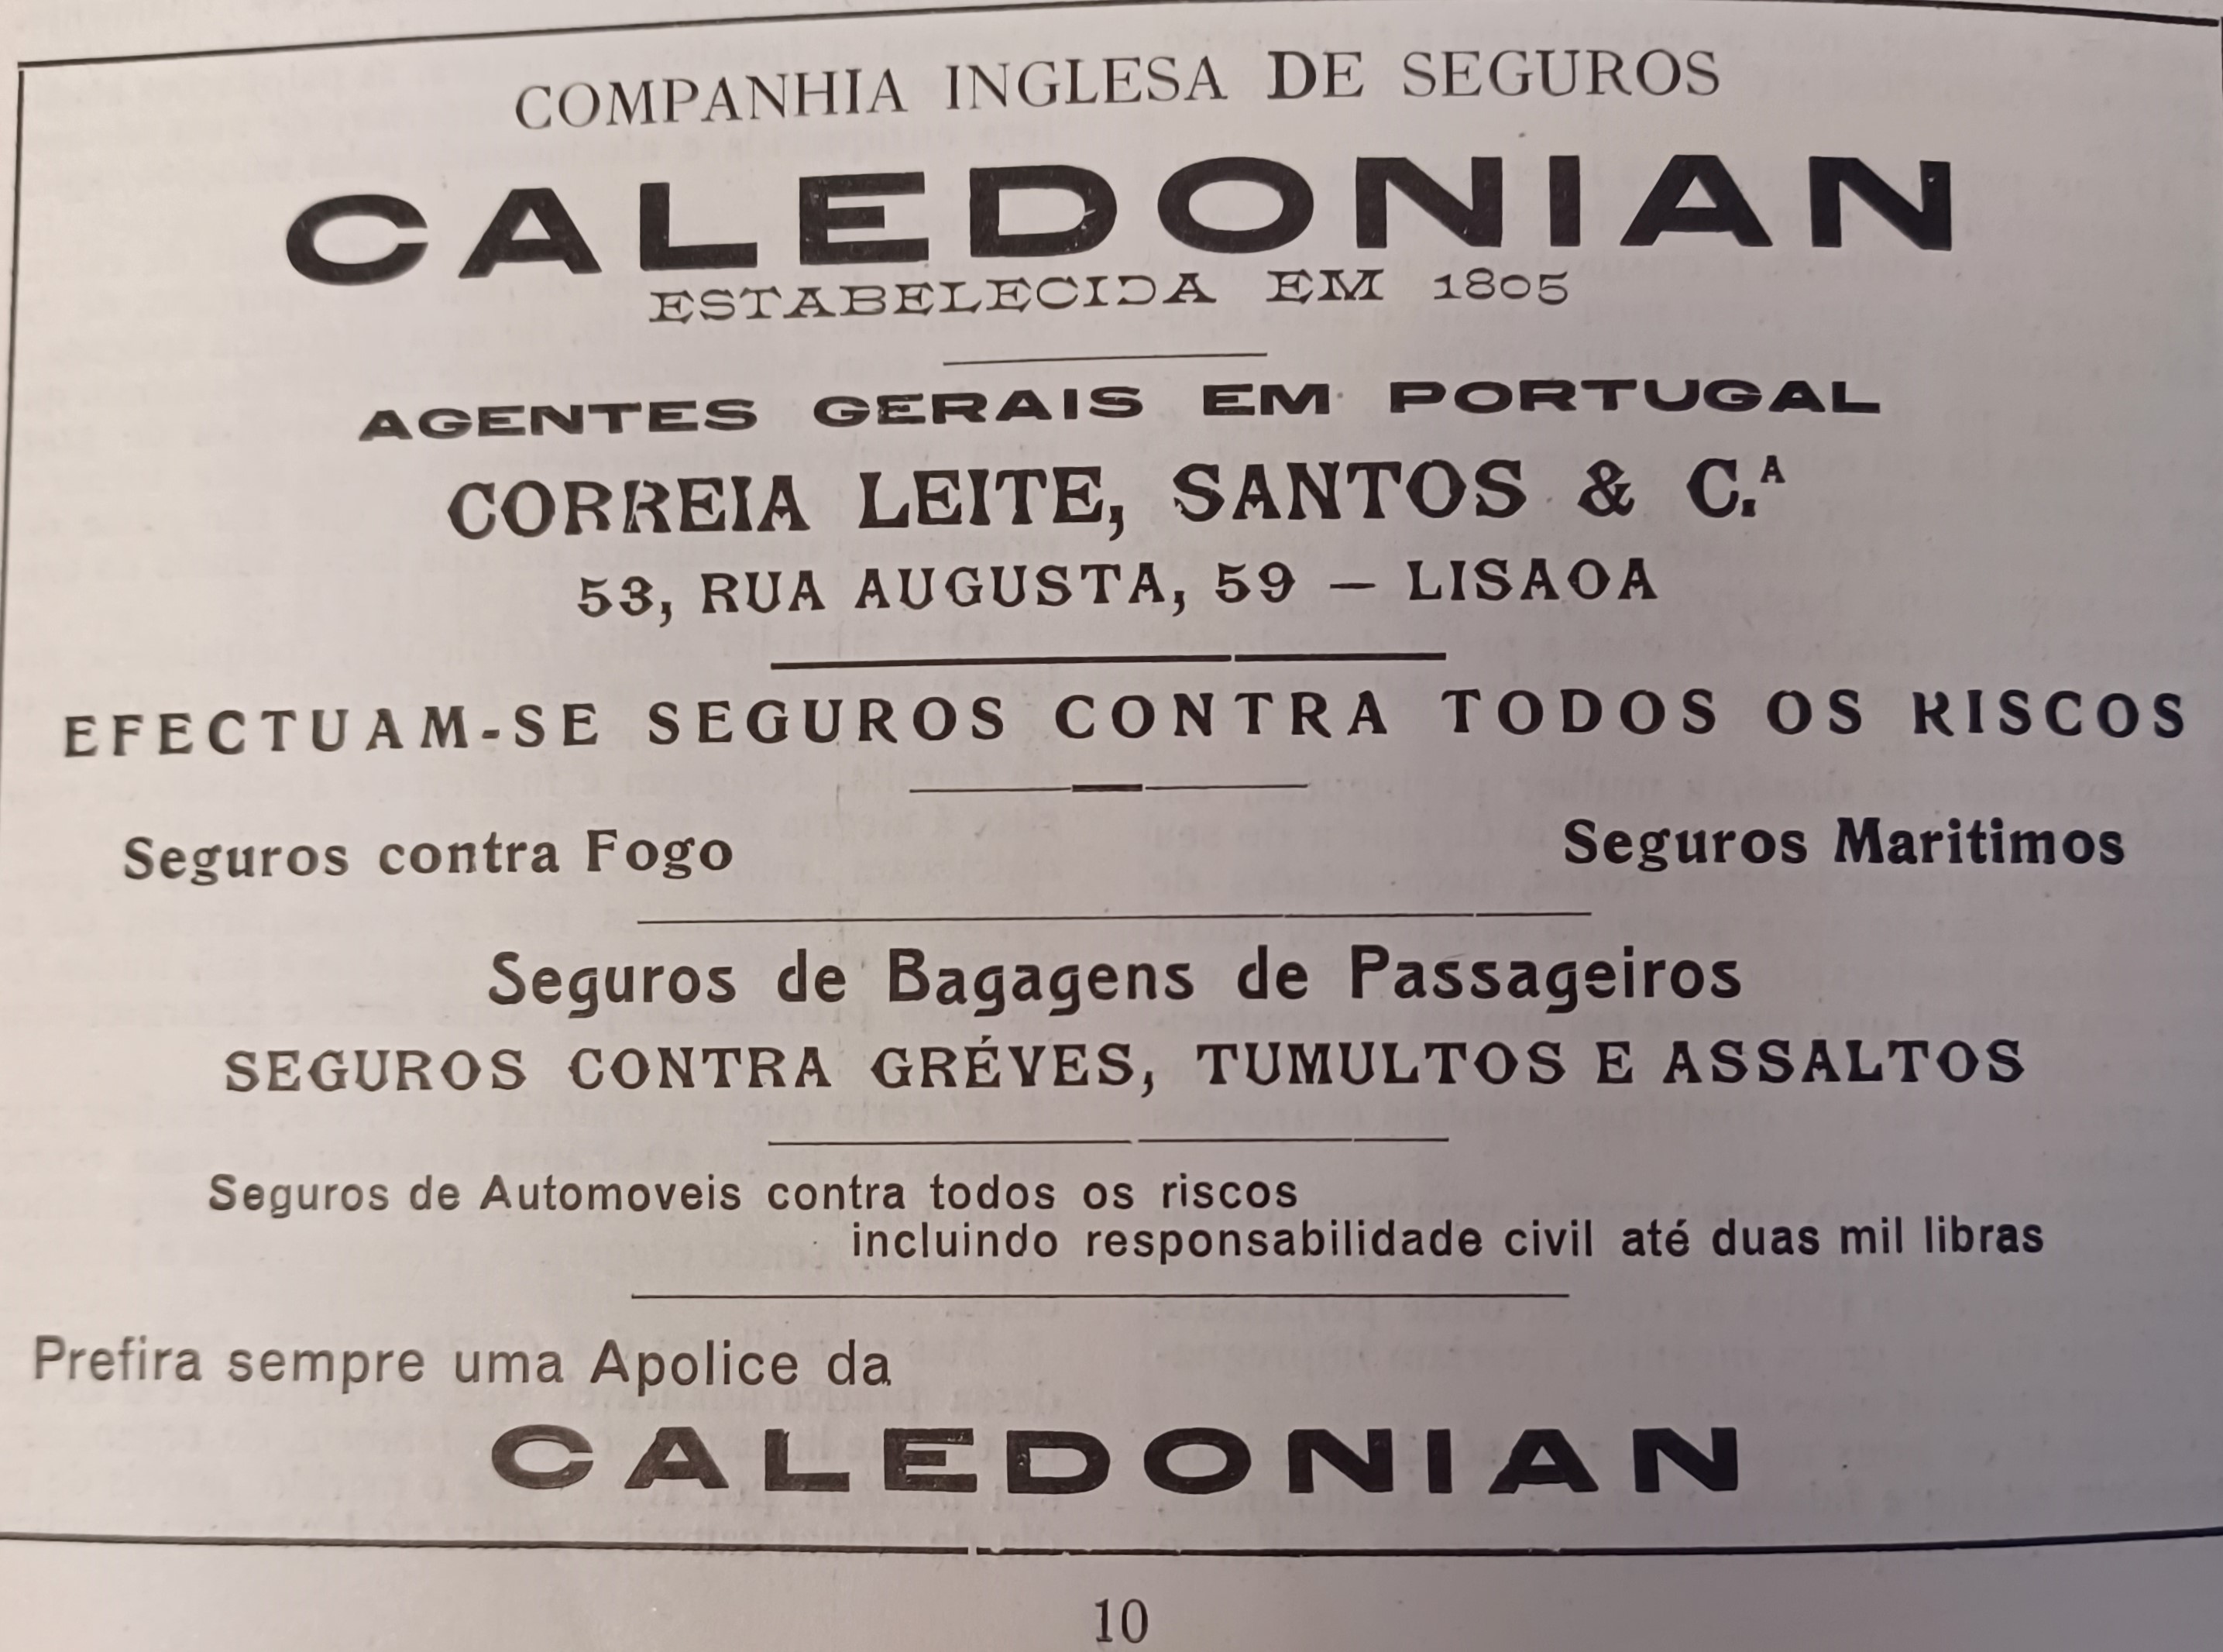 COMPANHIA INGLESA DE SEGUROS
CALEDONIAN
ESTABELECIDA EM 1805
AGENTES GERAIS EM PORTUGAL
CORREIA LEITE, SANTOS & C.ᴬ
53, RUA AUGUSTA, 59 — LISAOA
EFECTUAM-SE SEGUROS CONTRA TODOS OS RISCOS
Seguros contra Fogo Seguros Maritimos
Seguros de Bagagens de Passageiros
SEGUROS CONTRA GRÉVES, TUMULTOS E ASSALTOS
Seguros de Automoveis contra todos os riscos
incluindo responsabilidade civil até duas mil libras
Prefira sempre uma Apolice da
CALEDONIAN
10